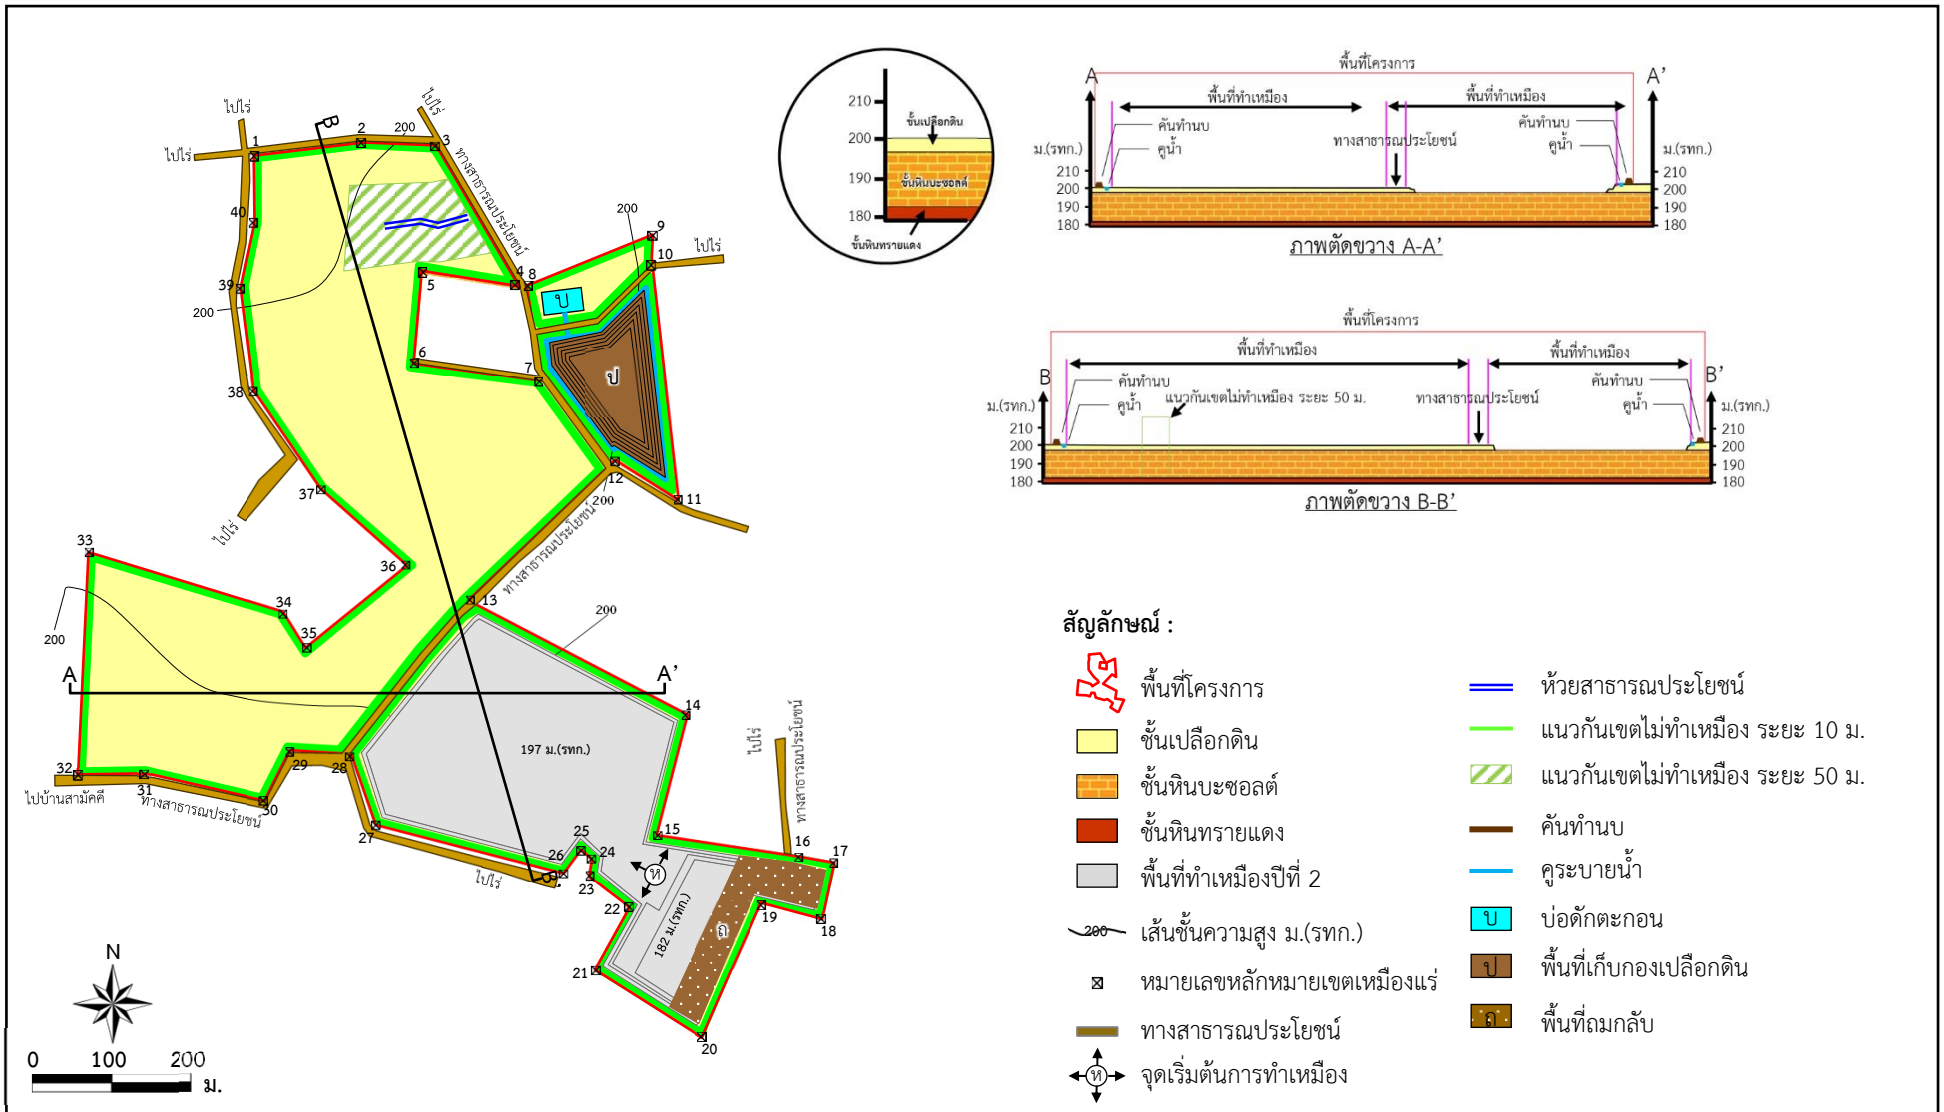 ไปไร่
ไปไร่
ไปไร่
B
1
2
200
3
ทางสาธารณประโยชน์
40
39
200
38
5
4
8
6
7
200
9
10
ไปไร่
บ
ป
12
200
11
37
ไปไร่
36
33
34
35
200
ทางสาธารณประโยชน์
13
200
A
A’
14
197 ม.(รทก.)
32
31
ไปบ้านสามัคคี
ทางสาธารณประโยชน์
30
29
28
27
ไปไร่
26
B’
25
24
23
22
ห
15
ไปไร่
ทางสาธารณประโยชน์
16
17
18
19
182 ม.(รทก.)
ถ
21
20
N
0 100 200
ม.
210
200
190
180
ชั้นเปลือกดิน
ชั้นหินบะซอลต์
ชั้นหินทรายแดง
พื้นที่โครงการ
A
A’
พื้นที่ทำเหมือง
พื้นที่ทำเหมือง
คันทำนบ
คูน้ำ
ทางสาธารณประโยชน์
คันทำนบ
คูน้ำ
ม.(รทก.)
210
200
190
180
ม.(รทก.)
210
200
190
180
ภาพตัดขวาง A-A’
พื้นที่โครงการ
B
B’
พื้นที่ทำเหมือง
พื้นที่ทำเหมือง
คันทำนบ
คูน้ำ
แนวกันเขตไม่ทำเหมือง ระยะ 50 ม.
ทางสาธารณประโยชน์
คันทำนบ
คูน้ำ
ม.(รทก.)
210
200
190
180
ม.(รทก.)
210
200
190
180
ภาพตัดขวาง B-B’
สัญลักษณ์ :
พื้นที่โครงการ
ชั้นเปลือกดิน
ชั้นหินบะซอลต์
ชั้นหินทรายแดง
พื้นที่ทำเหมืองปีที่ 2
200 เส้นชั้นความสูง ม.(รทก.)
หมายเลขหลักหมายเขตเหมืองแร่
ทางสาธารณประโยชน์
ห จุดเริ่มต้นการทำเหมือง
ห้วยสาธารณประโยชน์
แนวกันเขตไม่ทำเหมือง ระยะ 10 ม.
แนวกันเขตไม่ทำเหมือง ระยะ 50 ม.
คันทำนบ
คูระบายน้ำ
บ บ่อดักตะกอน
ป พื้นที่เก็บกองเปลือกดิน
ถ พื้นที่ถมกลับ